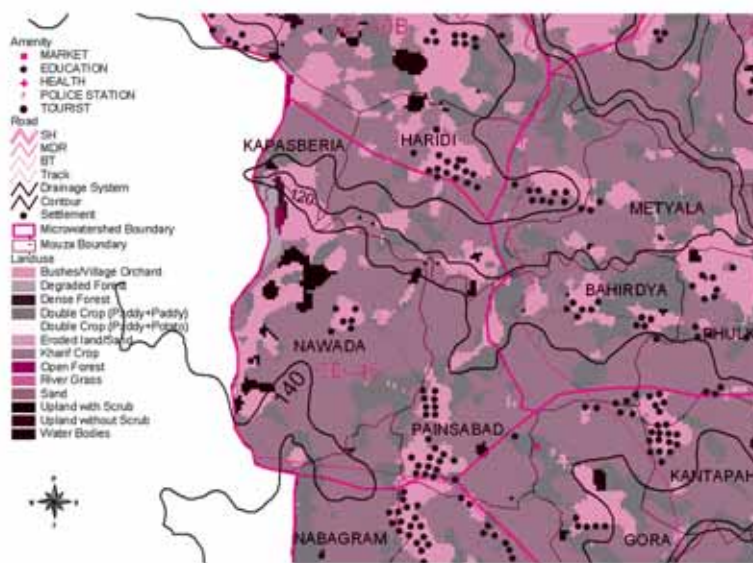 Amenity
MARKET
EDUCATION
HEALTH
POLICE STATION
TOURIST
Road
SH
MDR
BT
Track
Drainage System
Contour
Settlement
Microwatershed Boundary
Mouza Boundary
Landuse
Bushes/Village Orchard
Degraded Forest
Dense Forest
Double Crop (Paddy+Paddy)
Double Crop (Paddy+Potato)
Eroded land/Sand
Kharif Crop
Open Forest
River Grass
Sand
Upland with Scrub
Upland without Scrub
Water Bodies
KAPASBERIA
HARIDI
120
METYALA
BAHIRDYA
PHULK
NAWADA
140
PAINSABAD
KANTAPAH
NABAGRAM
GORA